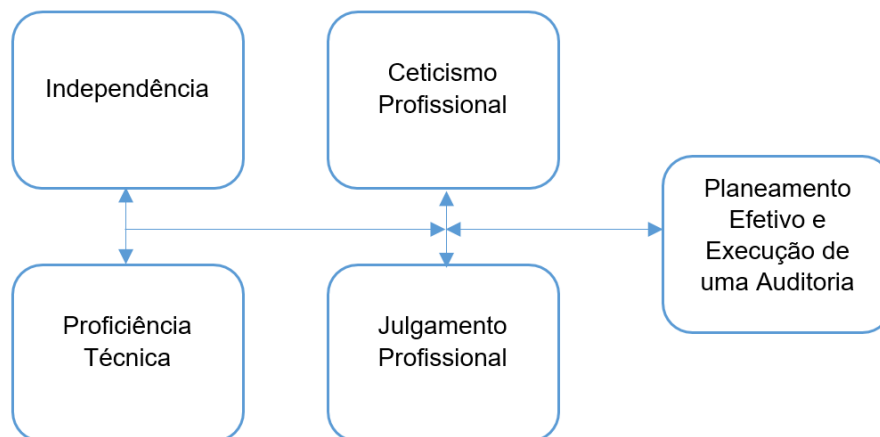 Independência
Ceticismo
Profissional
Planeamento
Efetivo e
Execução de
uma Auditoria
Proficiência
Técnica
Julgamento
Profissional